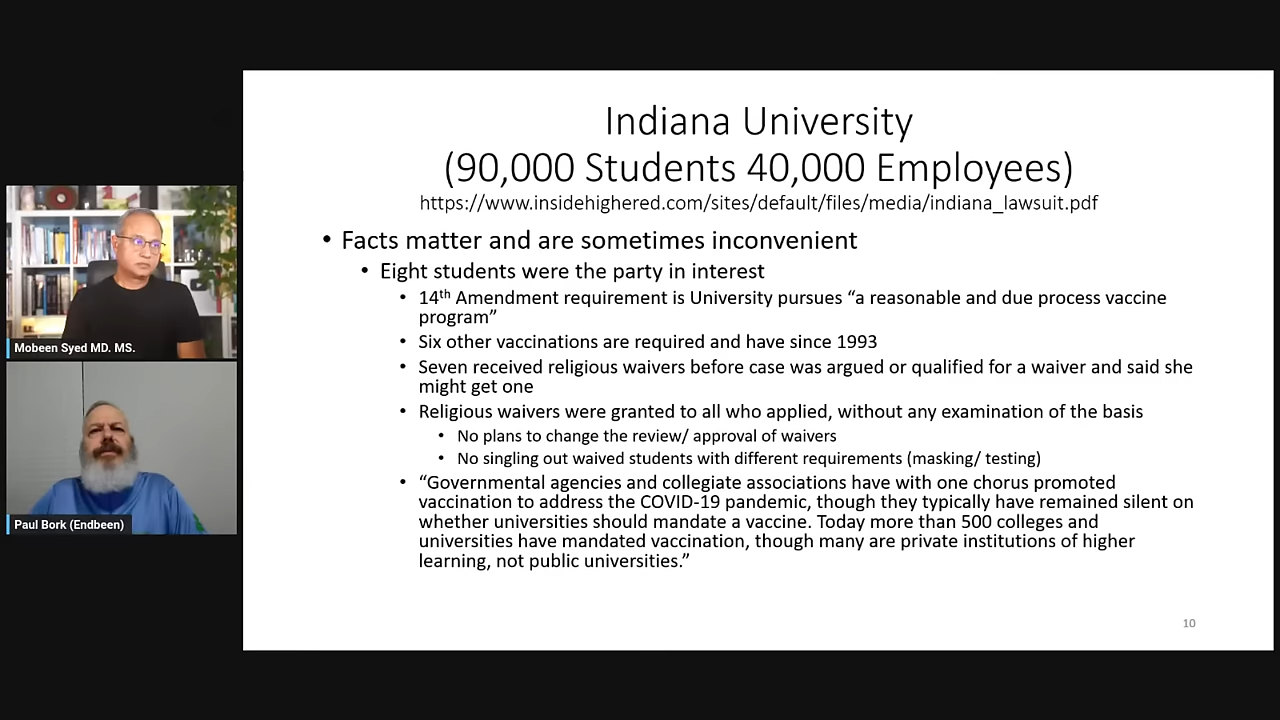 Indiana University
(90,000 Students 40,000 Employees)
https://www.insidehighered.com/sites/default/files/media/indiana_lawsuit.pdf
• Facts matter and are sometimes inconvenient
• Eight students were the party in interest
• 14th Amendment requirement is University pursues “a reasonable and due process vaccine
program”
• Six other vaccinations are required and have since 1993
• Seven received religious waivers before case was argued or qualified for a waiver and said she
might get one
• Religious waivers were granted to all who applied, without any examination of the basis
• No plans to change the review/ approval of waivers
• No singling out waived students with different requirements (masking/ testing)
• “Governmental agencies and collegiate associations have with one chorus promoted
vaccination to address the COVID-19 pandemic, though they typically have remained silent on
whether universities should mandate a vaccine. Today more than 500 colleges and
universities have mandated vaccination, though many are private institutions of higher
learning, not public universities.”
10
Mobeen Syed MD. MS.
Paul Bork (Endbeen)